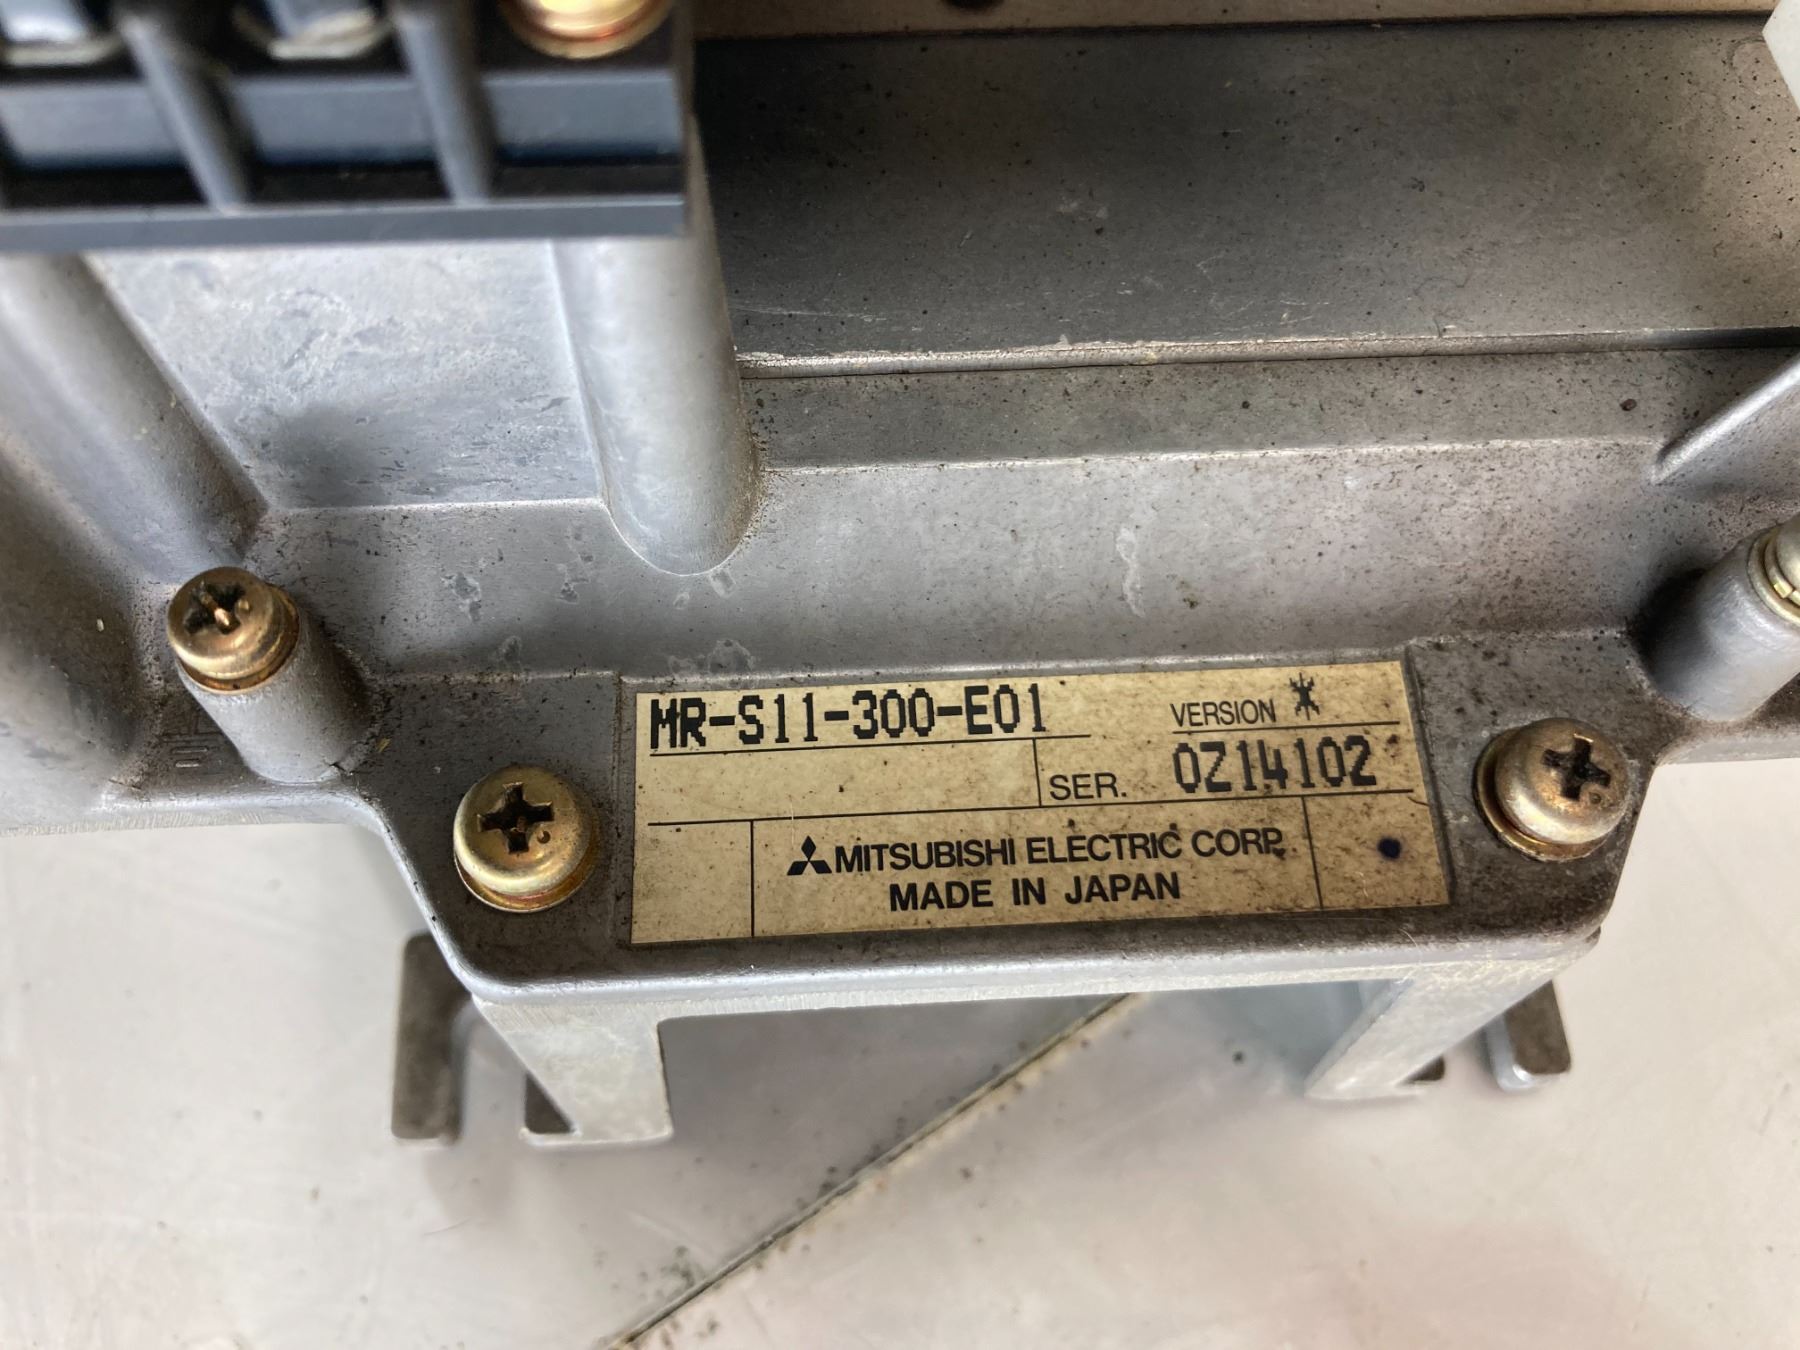 MR-S11-300-E01
VERSION ※
SER. 0Z14102
MITSUBISHI ELECTRIC CORP.
MADE IN JAPAN